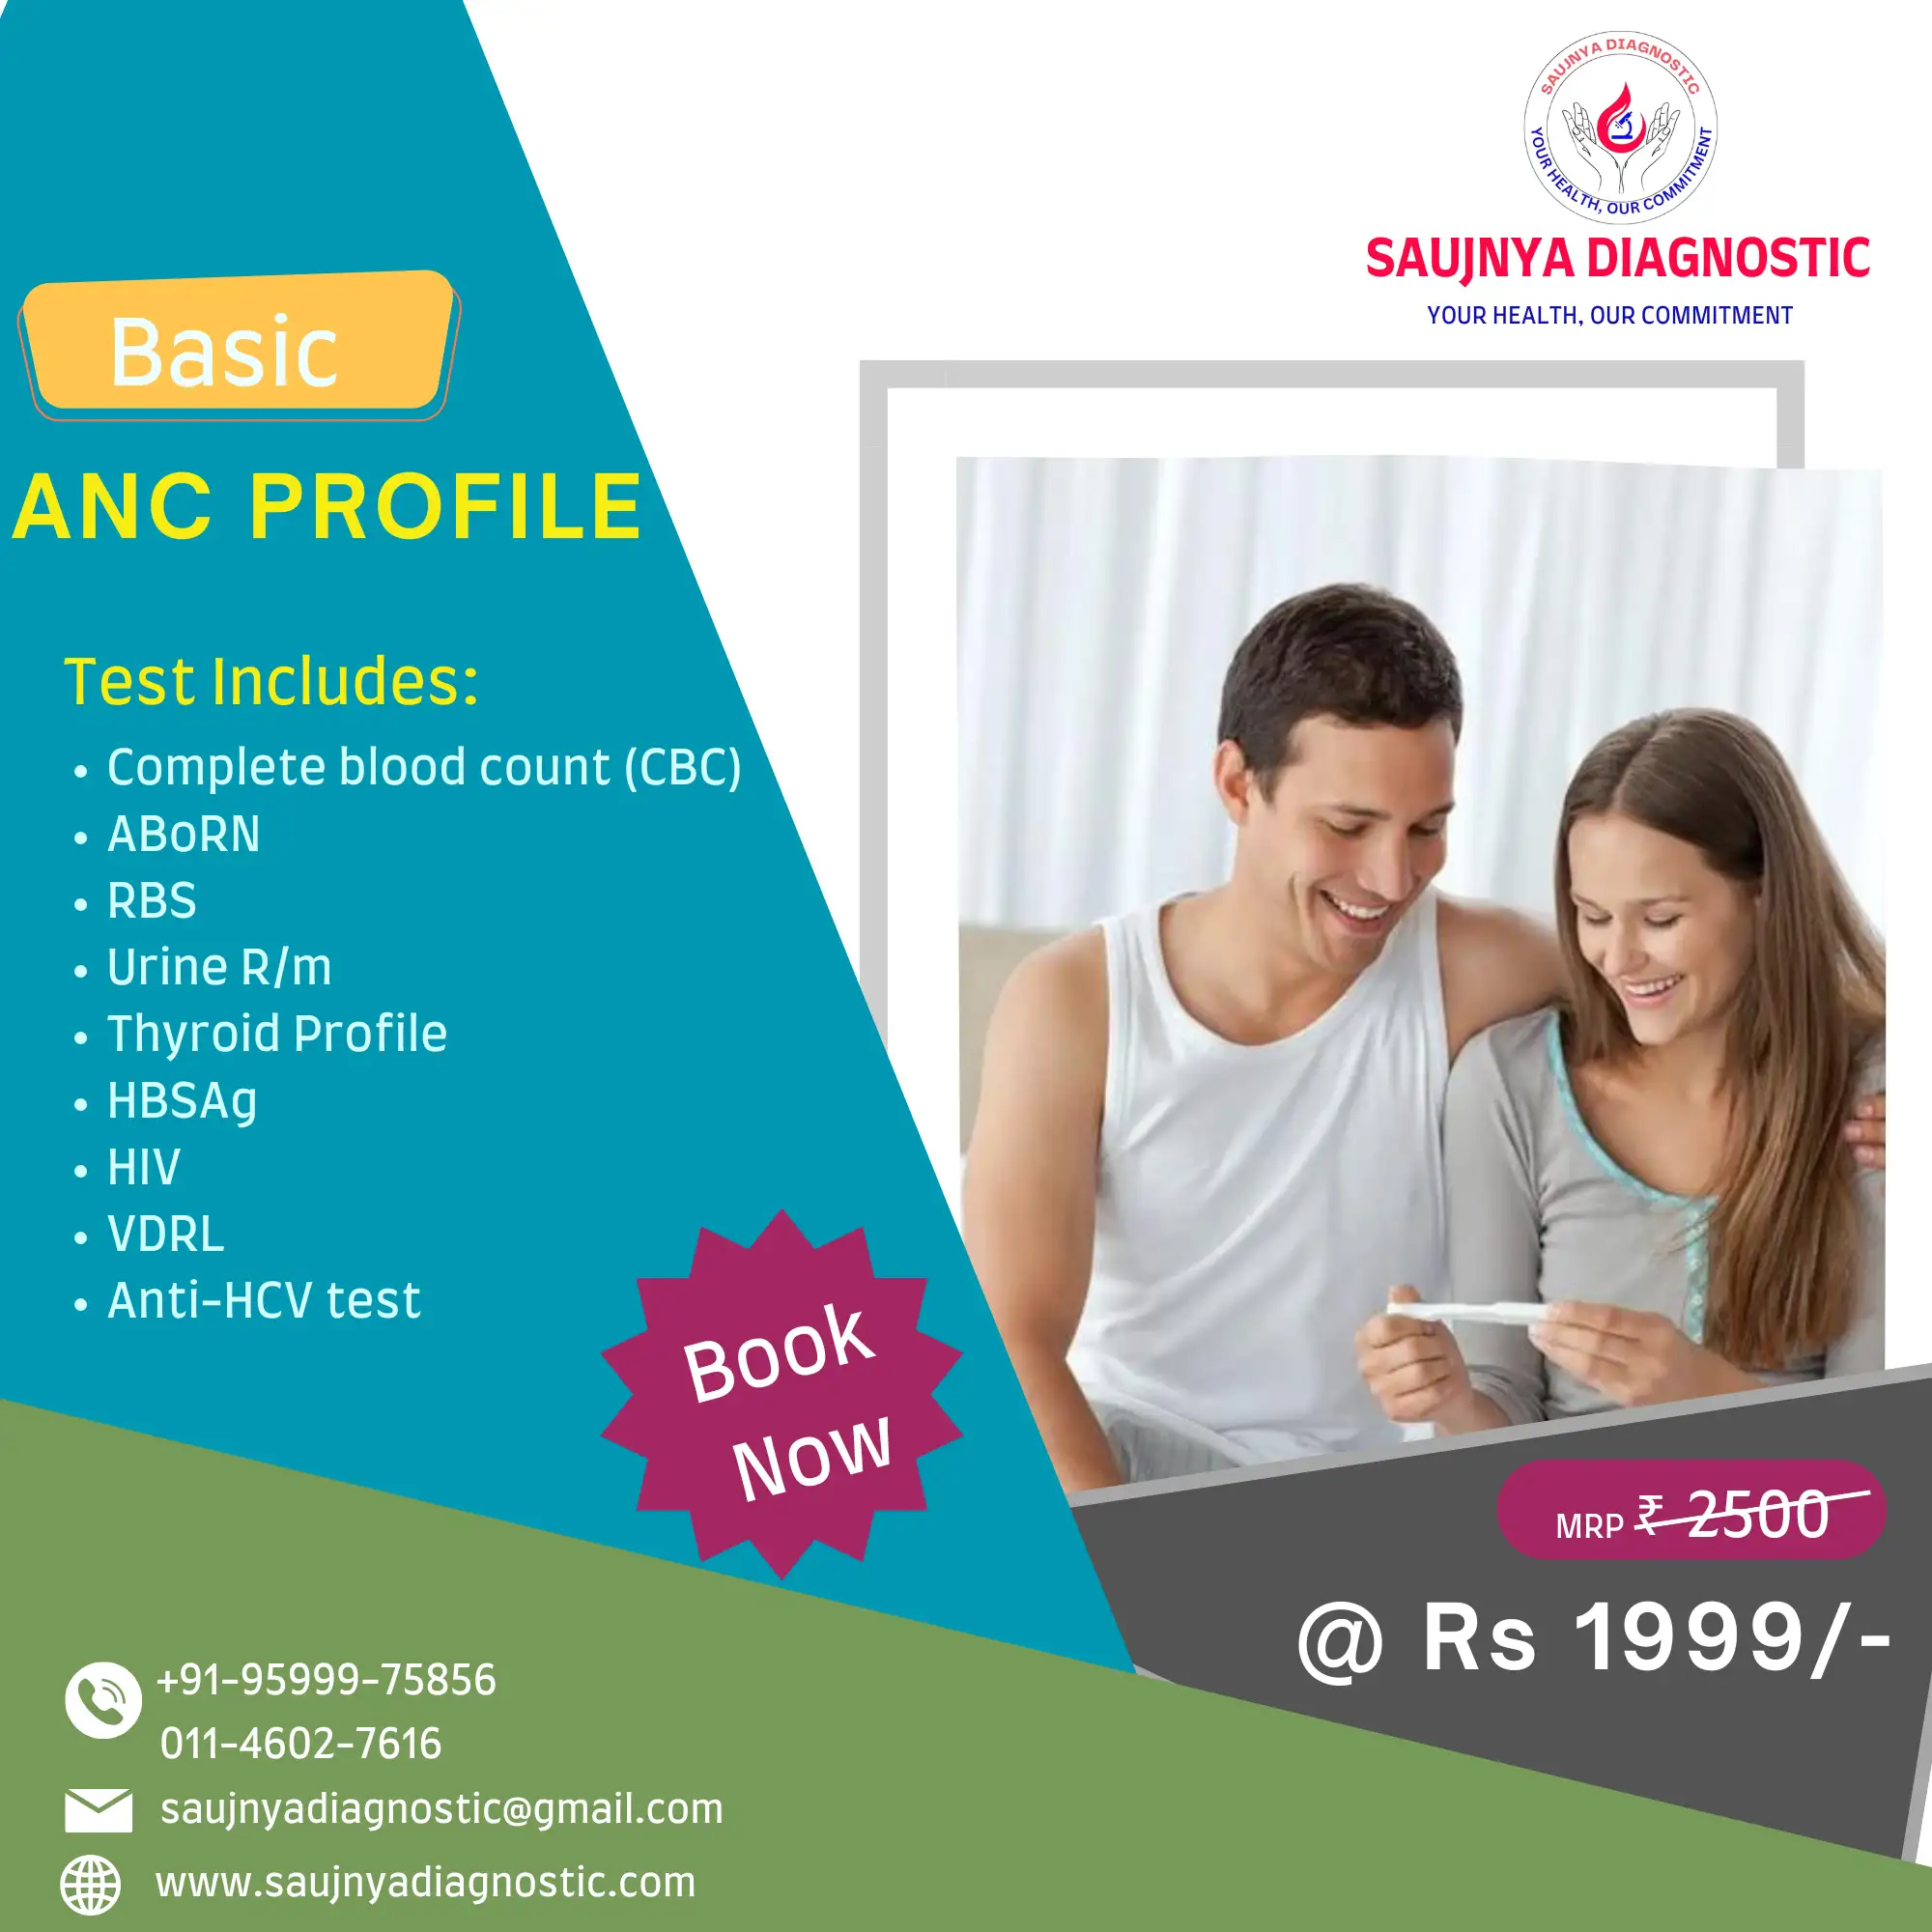 SAUJNYA DIAGNOSTIC
YOUR HEALTH, OUR COMMITMENT
SAUJNYA DIAGNOSTIC
YOUR HEALTH, OUR COMMITMENT
Basic
ANC PROFILE
Test Includes:
• Complete blood count (CBC)
• ABoRN
• RBS
• Urine R/m
• Thyroid Profile
• HBSAg
• HIV
• VDRL
• Anti-HCV test
Book
Now
MRP ₹ 2500
@ Rs 1999/-
+91-95999-75856
011-4602-7616
saujnyadiagnostic@gmail.com
www.saujnyadiagnostic.com